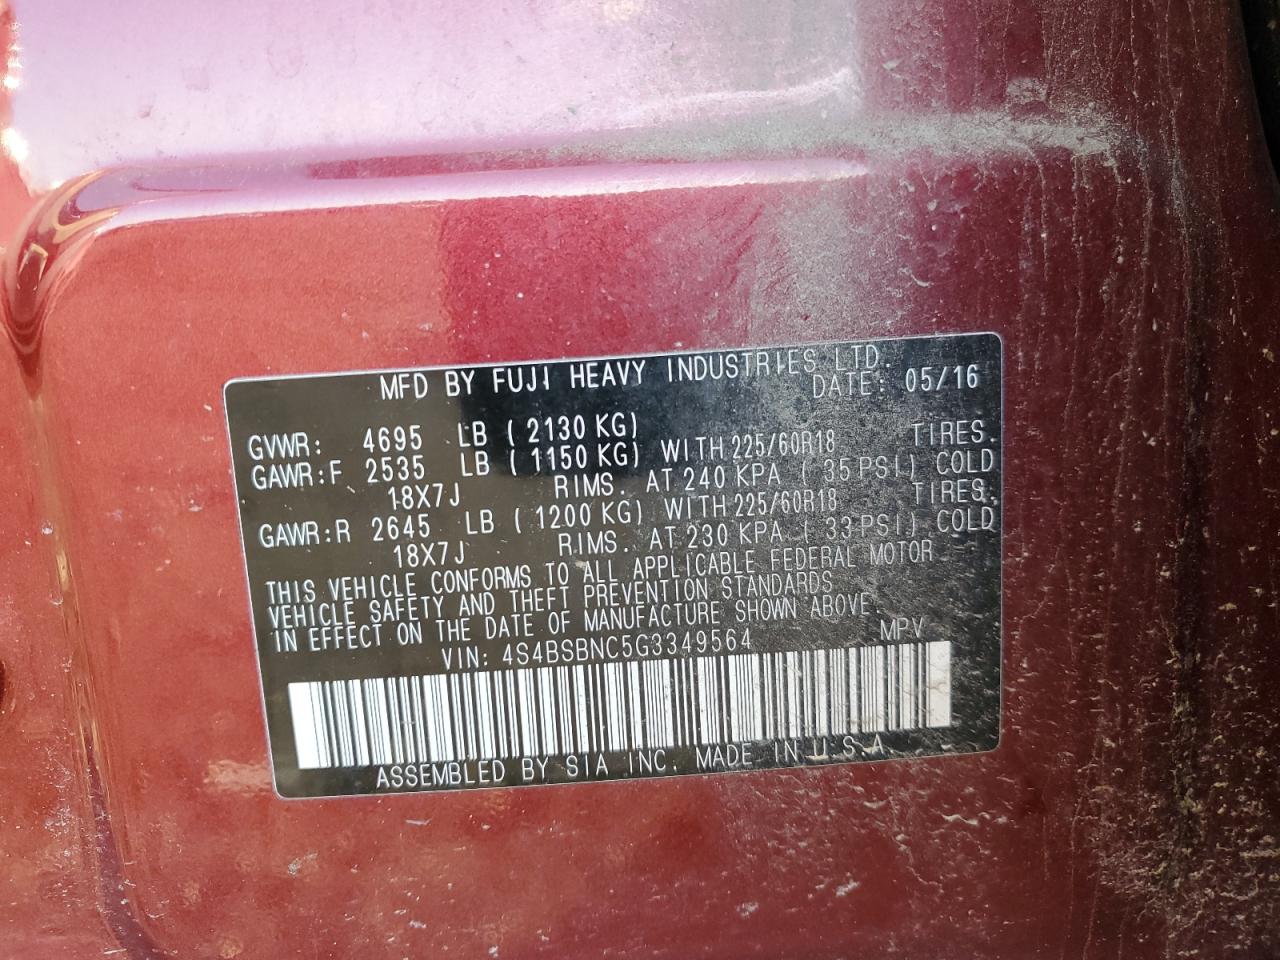 MFD BY FUJI HEAVY INDUSTRIES LTD.
DATE: 05/16
GVWR: 4695 LB ( 2130 KG)
GAWR:F 2535 LB ( 1150 KG) WITH 225/60R18 TIRES.
18X7J RIMS. AT 240 KPA ( 35 PSI) COLD
GAWR:R 2645 LB ( 1200 KG) WITH 225/60R18 TIRES.
18X7J RIMS. AT 230 KPA ( 33 PSI) COLD
THIS VEHICLE CONFORMS TO ALL APPLICABLE FEDERAL MOTOR
VEHICLE SAFETY AND THEFT PREVENTION STANDARDS
IN EFFECT ON THE DATE OF MANUFACTURE SHOWN ABOVE.
VIN: 4S4BSBNC5G3349564 MPV
ASSEMBLED BY SIA INC. MADE IN U.S.A.